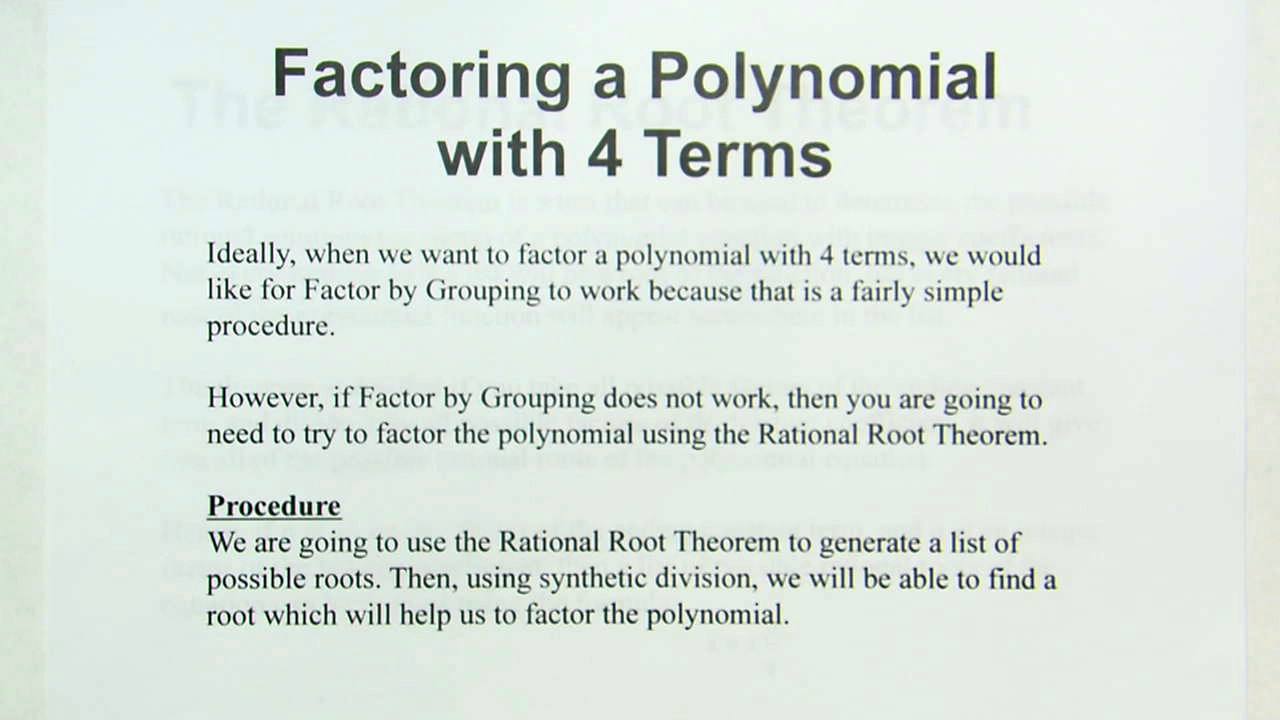 Factoring a Polynomial
with 4 Terms
The Rational Root Theorem
Ideally, when we want to factor a polynomial with 4 terms, we would
like for Factor by Grouping to work because that is a fairly simple
procedure.
However, if Factor by Grouping does not work, then you are going to
need to try to factor the polynomial using the Rational Root Theorem.
Procedure
We are going to use the Rational Root Theorem to generate a list of
possible roots. Then, using synthetic division, we will be able to find a
root which will help us to factor the polynomial.